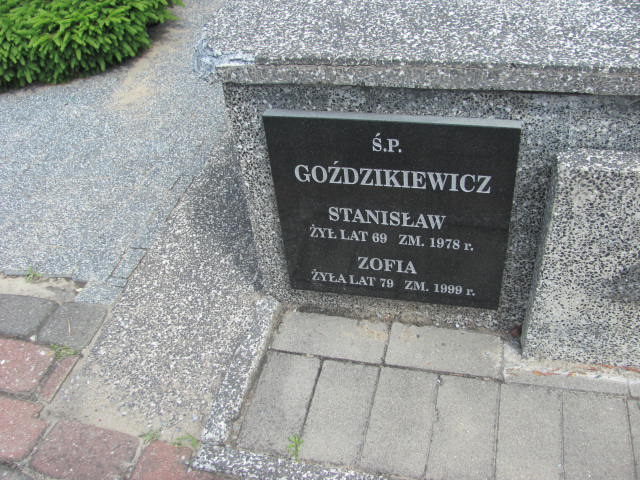 Ś.P.
GOŹDZIKIEWICZ
STANISŁAW
ŻYŁ LAT 69 ZM. 1978 r.
ZOFIA
ŻYŁA LAT 79 ZM. 1999 r.